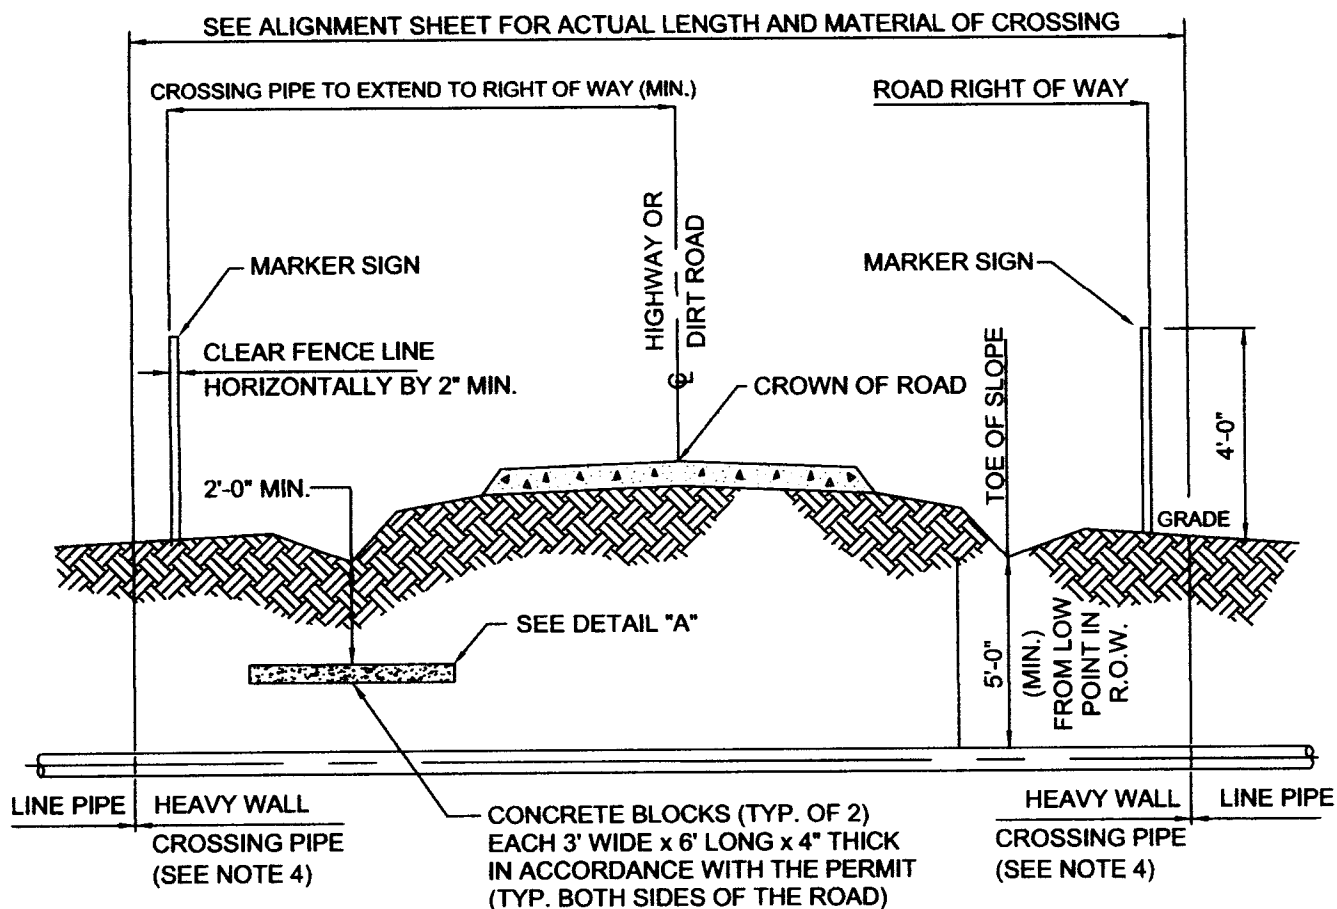 SEE ALIGNMENT SHEET FOR ACTUAL LENGTH AND MATERIAL OF CROSSING
CROSSING PIPE TO EXTEND TO RIGHT OF WAY (MIN.)
ROAD RIGHT OF WAY
HIGHWAY OR
DIRT ROAD
MARKER SIGN
MARKER SIGN
CLEAR FENCE LINE
HORIZONTALLY BY 2" MIN.
CROWN OF ROAD
TOE OF SLOPE
4'-0"
2'-0" MIN.
GRADE
SEE DETAIL "A"
5'-0"
(MIN.)
FROM LOW
POINT IN
R.O.W.
LINE PIPE
HEAVY WALL
CROSSING PIPE
(SEE NOTE 4)
CONCRETE BLOCKS (TYP. OF 2)
EACH 3' WIDE x 6' LONG x 4" THICK
IN ACCORDANCE WITH THE PERMIT
(TYP. BOTH SIDES OF THE ROAD)
HEAVY WALL
CROSSING PIPE
(SEE NOTE 4)
LINE PIPE